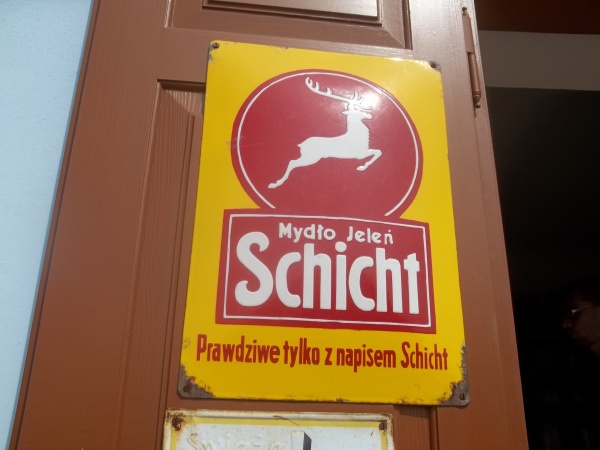 Mydło Jeleń
Schicht
Prawdziwe tylko z napisem Schicht